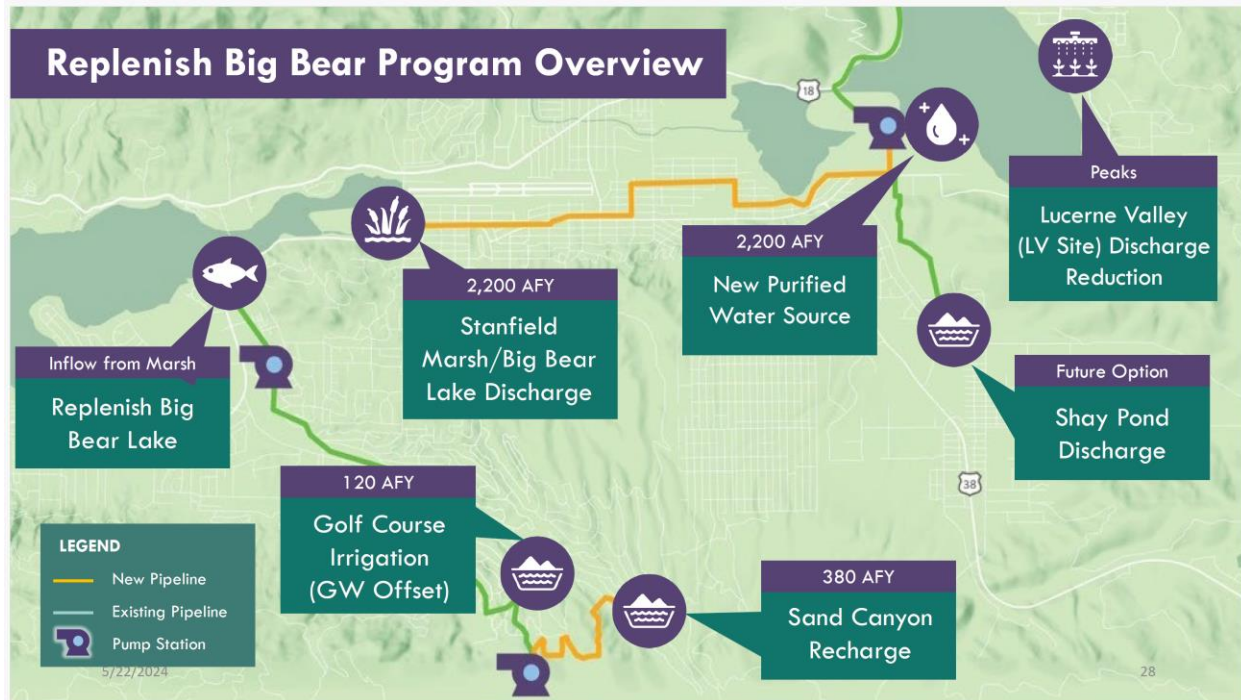 Replenish Big Bear Program Overview
18
Peaks
Lucerne Valley
(LV Site) Discharge
Reduction
2,200 AFY
New Purified
Water Source
2,200 AFY
Stanfield
Marsh/Big Bear
Lake Discharge
Inflow from Marsh
Replenish Big
Bear Lake
Future Option
Shay Pond
Discharge
38
120 AFY
Golf Course
Irrigation
(GW Offset)
380 AFY
Sand Canyon
Recharge
LEGEND
New Pipeline
Existing Pipeline
Pump Station
5/22/2024
28